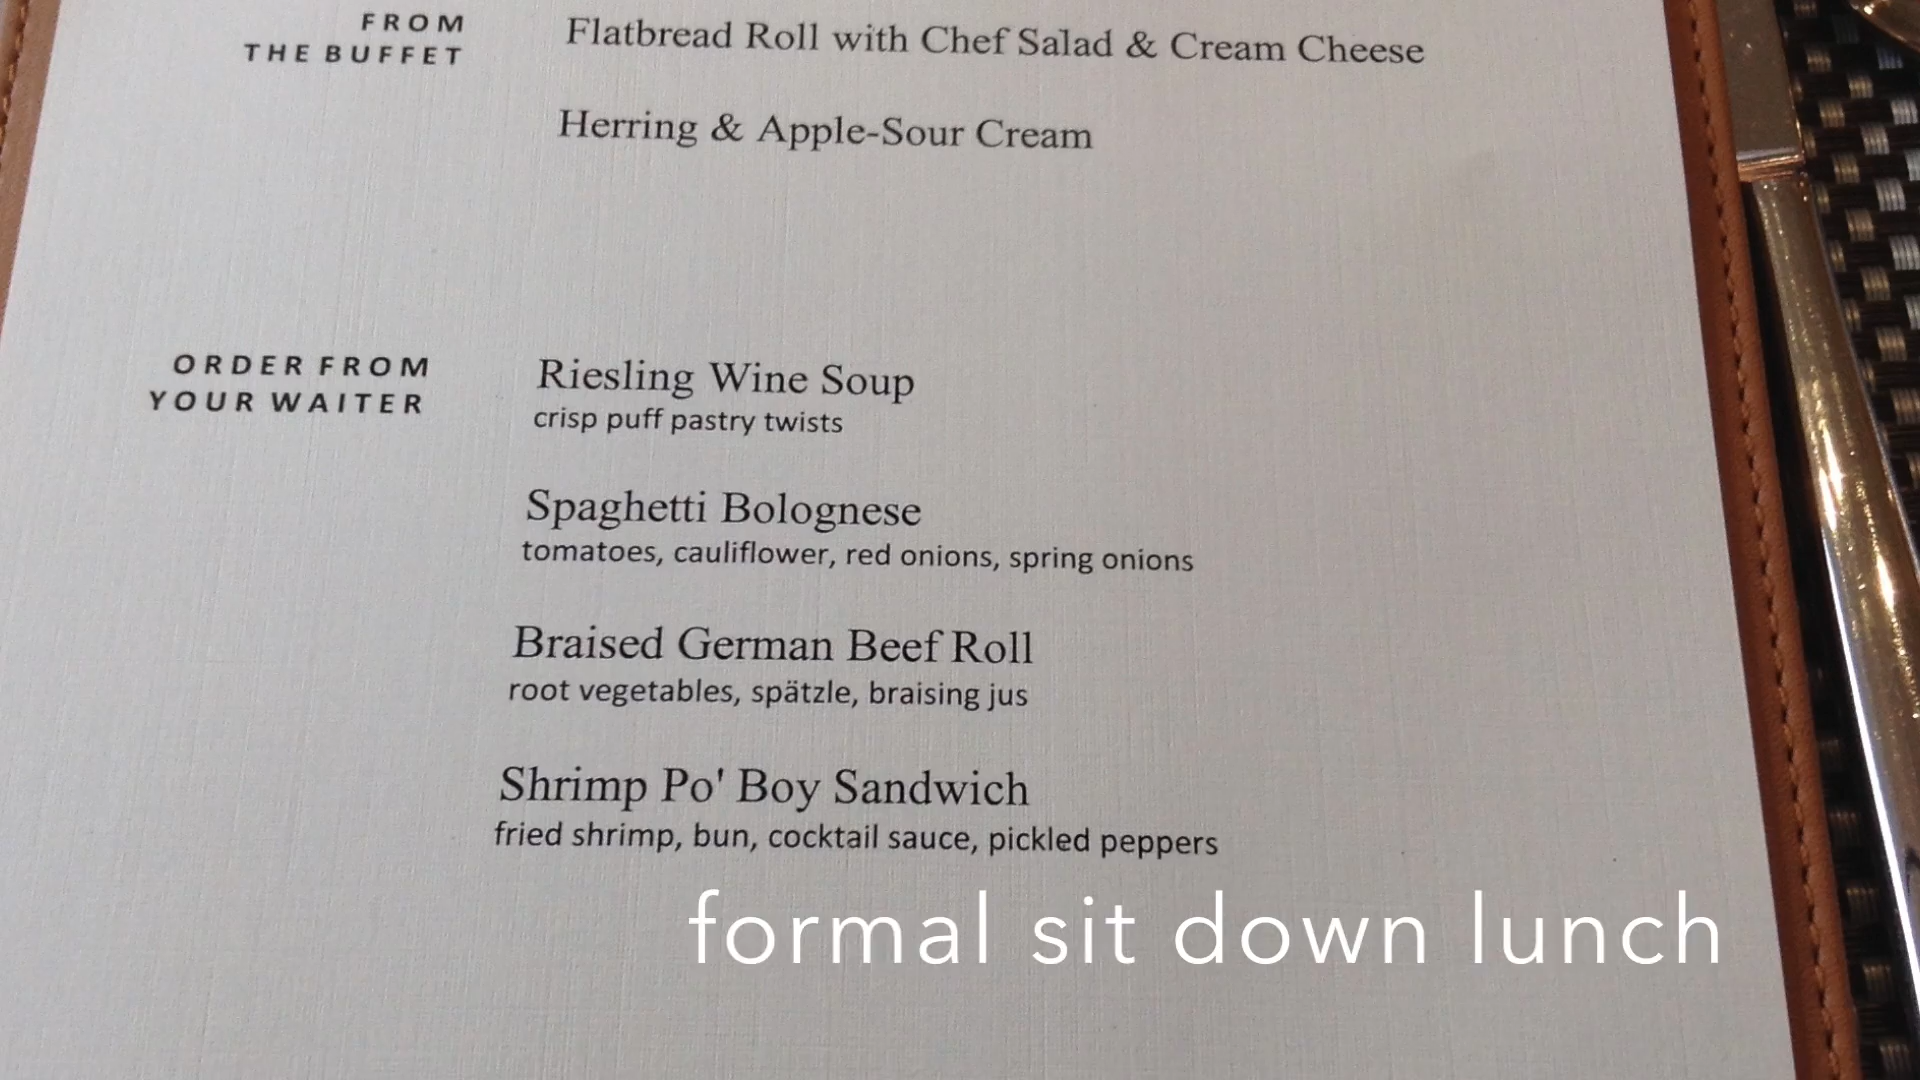 FROM
THE BUFFET
Flatbread Roll with Chef Salad & Cream Cheese
Herring & Apple-Sour Cream
ORDER FROM
YOUR WAITER
Riesling Wine Soup
crisp puff pastry twists
Spaghetti Bolognese
tomatoes, cauliflower, red onions, spring onions
Braised German Beef Roll
root vegetables, spätzle, braising jus
Shrimp Po' Boy Sandwich
fried shrimp, bun, cocktail sauce, pickled peppers
formal sit down lunch